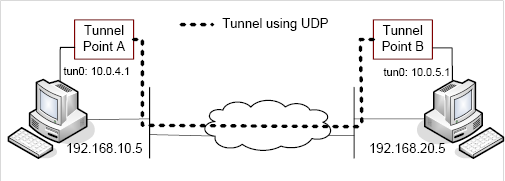 Tunnel
Point A
Tunnel using UDP
Tunnel
Point B
tun0: 10.0.4.1
tun0: 10.0.5.1
192.168.10.5
192.168.20.5